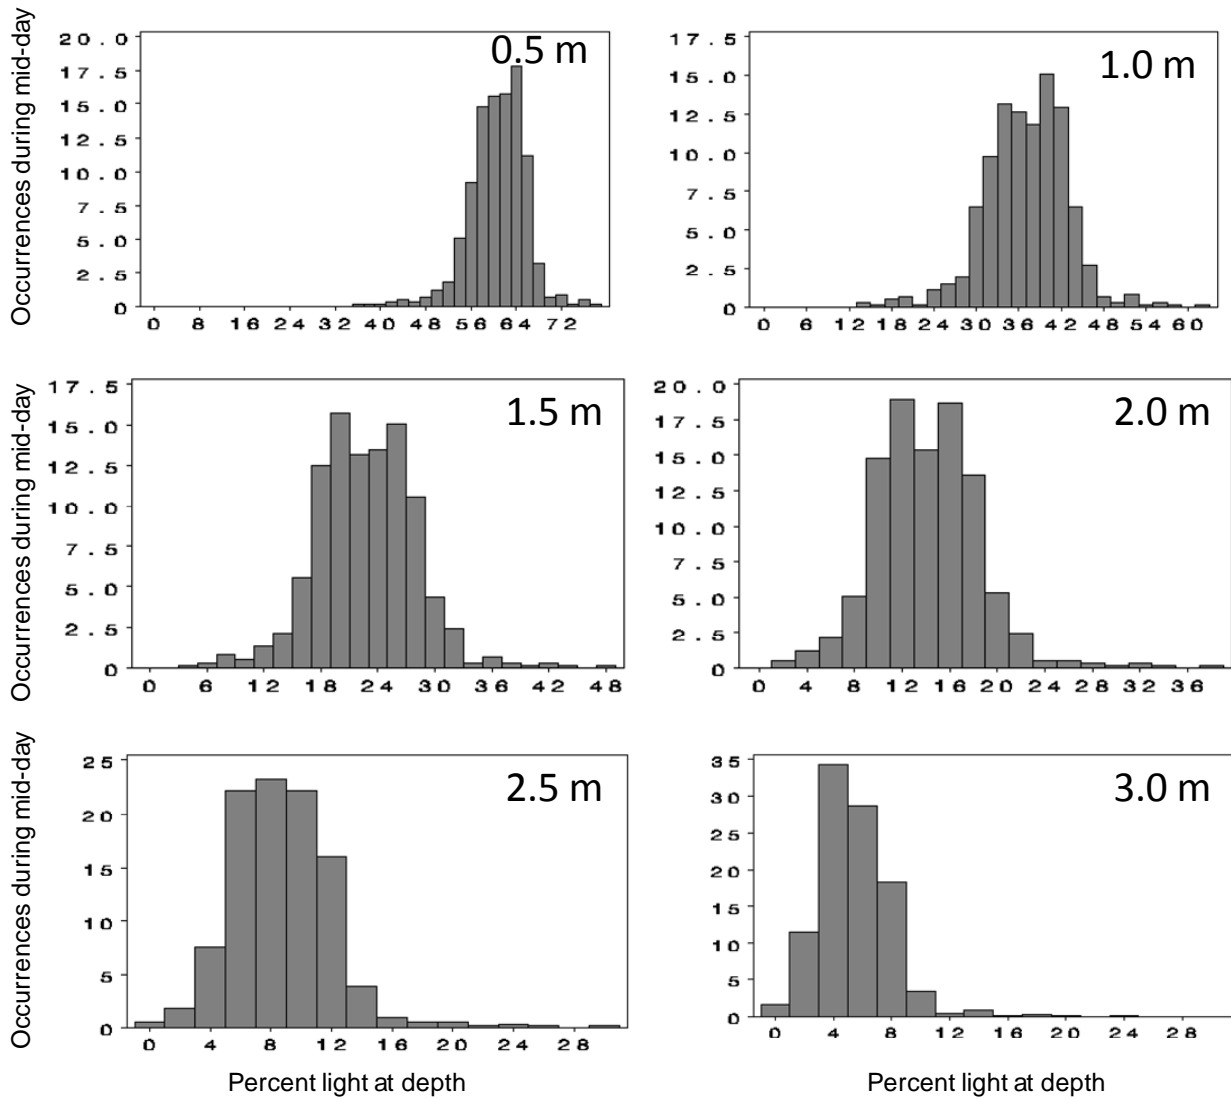 0.5 m
Occurrences during mid-day
20.0
17.5
15.0
12.5
10.0
7.5
5.0
2.5
0
0 8 16 24 32 40 48 56 64 72
1.0 m
17.5
15.0
12.5
10.0
7.5
5.0
2.5
0
0 6 12 18 24 30 36 42 48 54 60
1.5 m
Occurrences during mid-day
17.5
15.0
12.5
10.0
7.5
5.0
2.5
0
0 6 12 18 24 30 36 42 48
2.0 m
20.0
17.5
15.0
12.5
10.0
7.5
5.0
2.5
0
0 4 8 12 16 20 24 28 32 36
2.5 m
Occurrences during mid-day
25
20
15
10
5
0
0 4 8 12 16 20 24 28
Percent light at depth
3.0 m
35
30
25
20
15
10
5
0
0 4 8 12 16 20 24 28
Percent light at depth